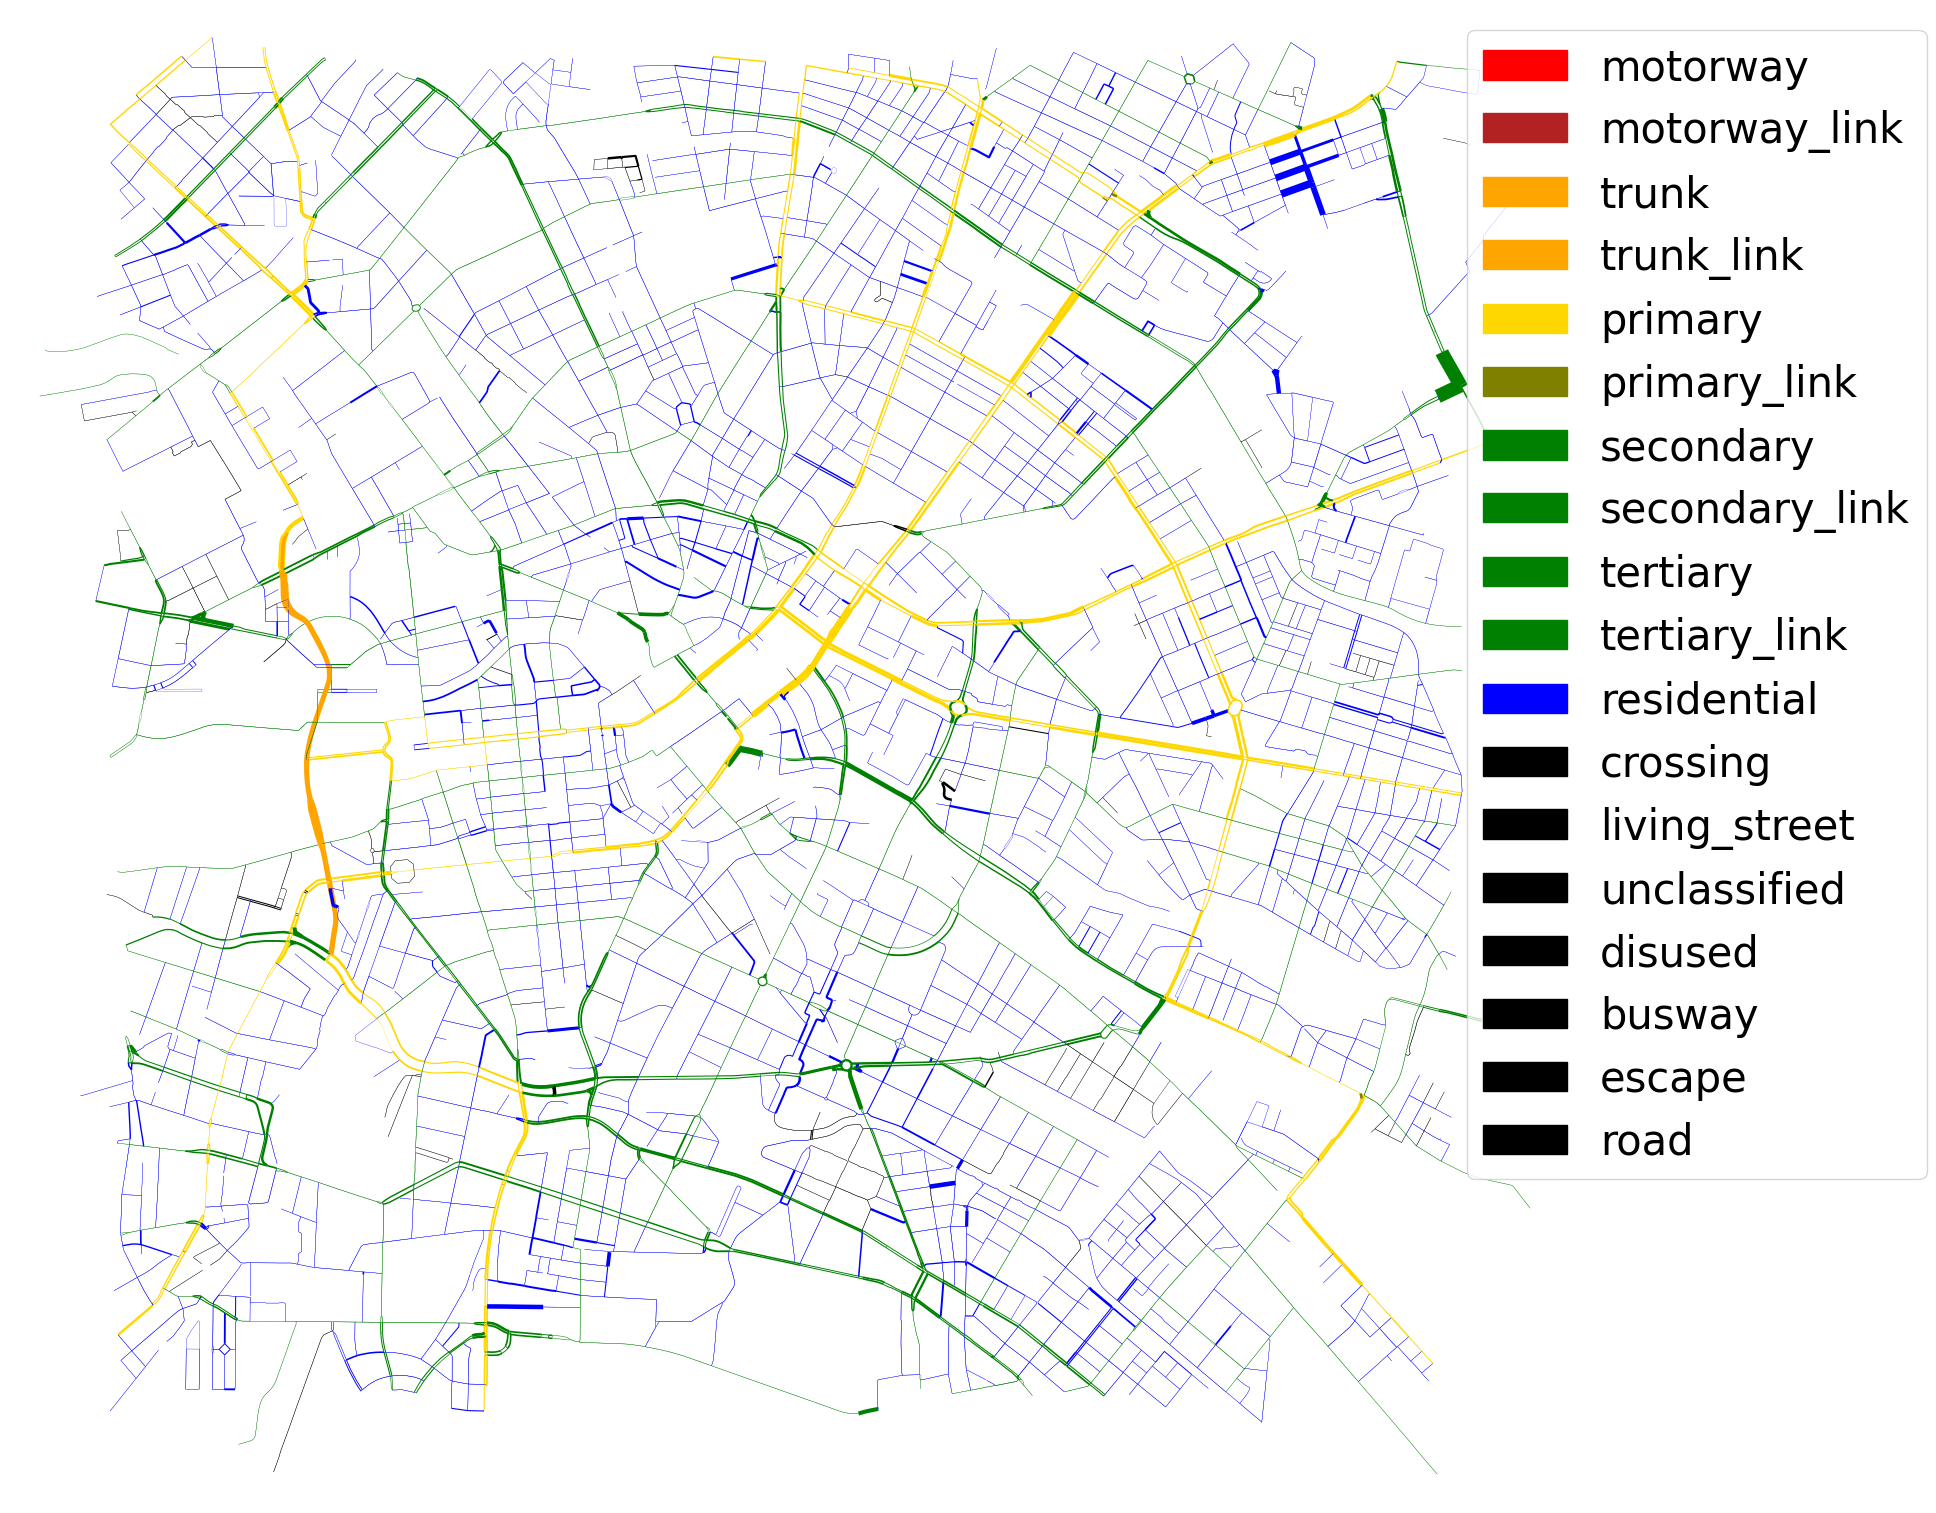 motorway
motorway_link
trunk
trunk_link
primary
primary_link
secondary
secondary_link
tertiary
tertiary_link
residential
crossing
living_street
unclassified
disused
busway
escape
road